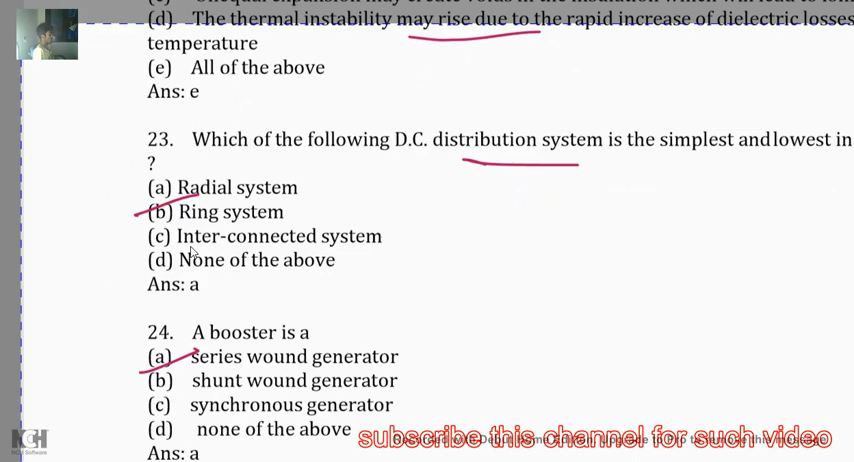 (d) The thermal instability may rise due to the rapid increase of dielectric losses
temperature
(e) All of the above
Ans: e
23. Which of the following D.C. distribution system is the simplest and lowest in
?
(a) Radial system
(b) Ring system
(c) Inter-connected system
(d) None of the above
Ans: a
24. A booster is a
(a) series wound generator
(b) shunt wound generator
(c) synchronous generator
(d) none of the above
subscribe this channel for such video
Ans: a
NCH
NCH Software